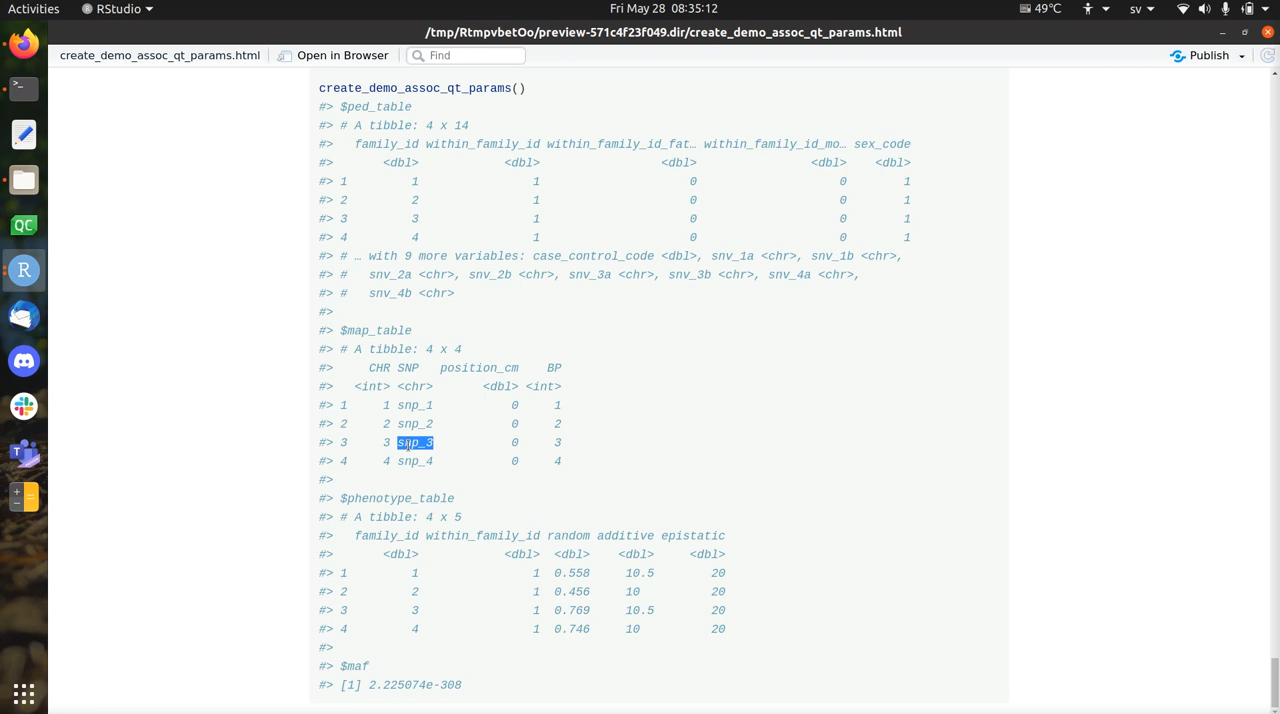 Activities
RStudio
Fri May 28 08:35:12
49°C
sv
/tmp/RtmpvbetOo/preview-571c4f23f049.dir/create_demo_assoc_qt_params.html
create_demo_assoc_qt_params.html
Open in Browser
Find
Publish
create_demo_assoc_qt_params()
#> $ped_table
#> # A tibble: 4 x 14
#>   family_id within_family_id within_family_id_fat… within_family_id_mo… sex_code
#>       <dbl>            <dbl>                 <dbl>                <dbl>    <dbl>
#> 1         1                1                     0                    0        1
#> 2         2                1                     0                    0        1
#> 3         3                1                     0                    0        1
#> 4         4                1                     0                    0        1
#> # … with 9 more variables: case_control_code <dbl>, snv_1a <chr>, snv_1b <chr>,
#> #   snv_2a <chr>, snv_2b <chr>, snv_3a <chr>, snv_3b <chr>, snv_4a <chr>,
#> #   snv_4b <chr>
#>
#> $map_table
#> # A tibble: 4 x 4
#>     CHR SNP   position_cm    BP
#>   <int> <chr>       <dbl> <int>
#> 1     1 snp_1           0     1
#> 2     2 snp_2           0     2
#> 3     3 snp_3           0     3
#> 4     4 snp_4           0     4
#>
#> $phenotype_table
#> # A tibble: 4 x 5
#>   family_id within_family_id random additive epistatic
#>       <dbl>            <dbl>  <dbl>    <dbl>     <dbl>
#> 1         1                1  0.558     10.5        20
#> 2         2                1  0.456     10          20
#> 3         3                1  0.769     10.5        20
#> 4         4                1  0.746     10          20
#>
#> $maf
#> [1] 2.225074e-308
QC
R